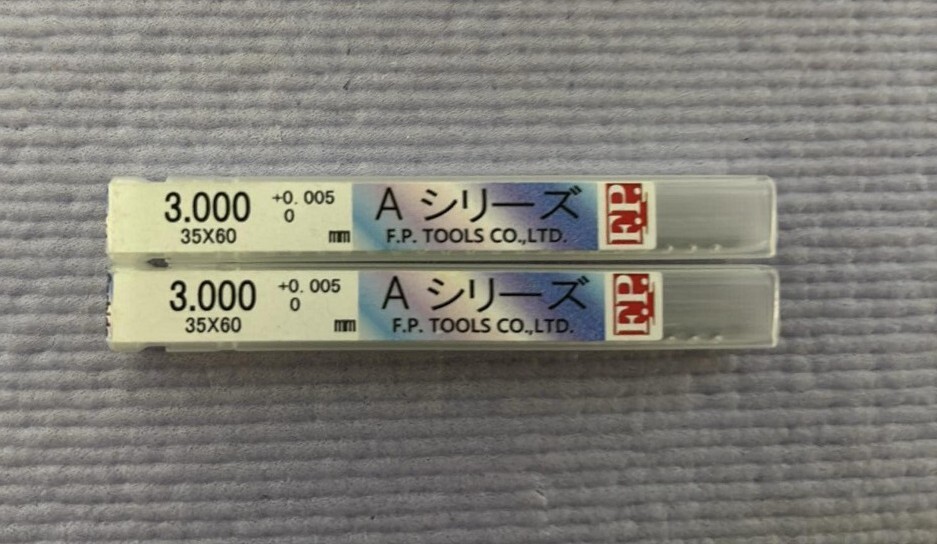 3.000 +0.005
0
35X60 mm
A シリーズ
F.P. TOOLS CO.,LTD.
F.P.
3.000 +0.005
0
35X60 mm
A シリーズ
F.P. TOOLS CO.,LTD.
F.P.